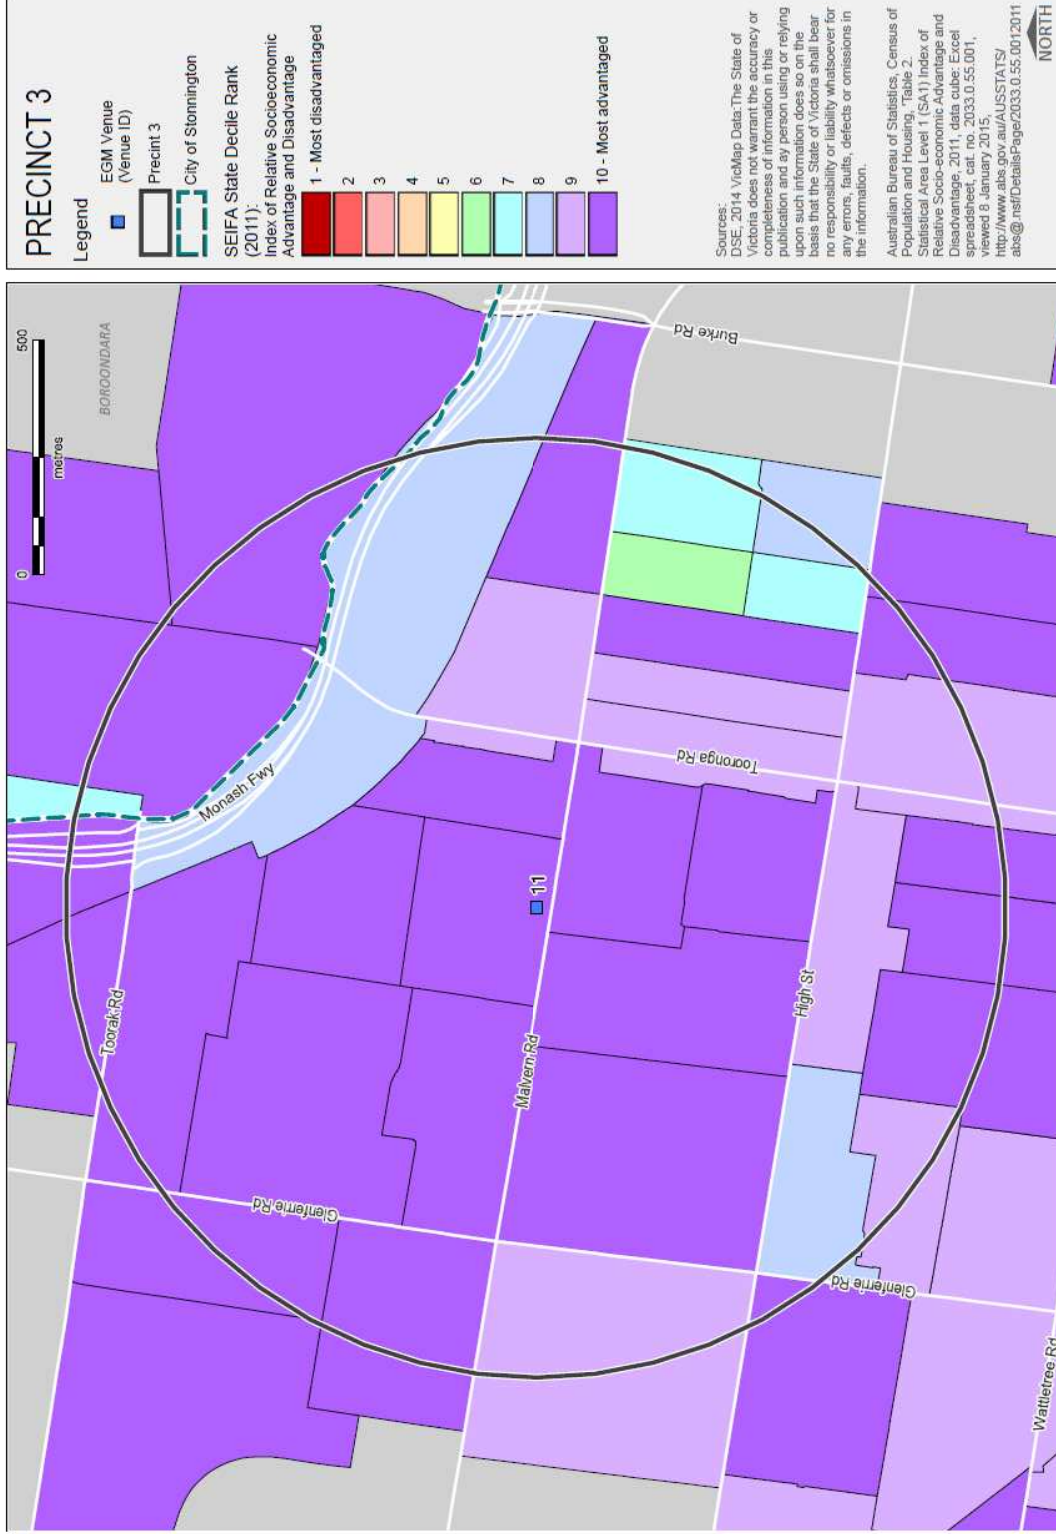 PRECINCT 3
Legend
EGM Venue
(Venue ID)
Precint 3
City of Stonnington
SEIFA State Decile Rank
(2011):
Index of Relative Socioeconomic
Advantage and Disadvantage
1 - Most disadvantaged
2
3
4
5
6
7
8
9
10 - Most advantaged
Sources:
DSE, 2014 VicMap Data:The State of
Victoria does not warrant the accuracy or
completeness of information in this
publication and ay person using or relying
upon such information does so on the
basis that the State of Victoria shall bear
no responsibility or liability whatsoever for
any errors, faults, defects or omissions in
the information.
Australian Bureau of Statistics, Census of
Population and Housing, 'Table 2.
Statistical Area Level 1 (SA1) Index of
Relative Socio-economic Advantage and
Disadvantage, 2011, data cube: Excel
spreadsheet, cat. no. 2033.0.55.001,
viewed 8 January 2015,
http://www.abs.gov.au/AUSSTATS/
abs@.nsf/DetailsPage/2033.0.55.0012011
NORTH
0
500
metres
BOROONDARA
Toorak Rd
Monash Fwy
Glenferrie Rd
Malvern Rd
11
Burke Rd
Tooronga Rd
High St
Glenferrie Rd
Wattletree Rd